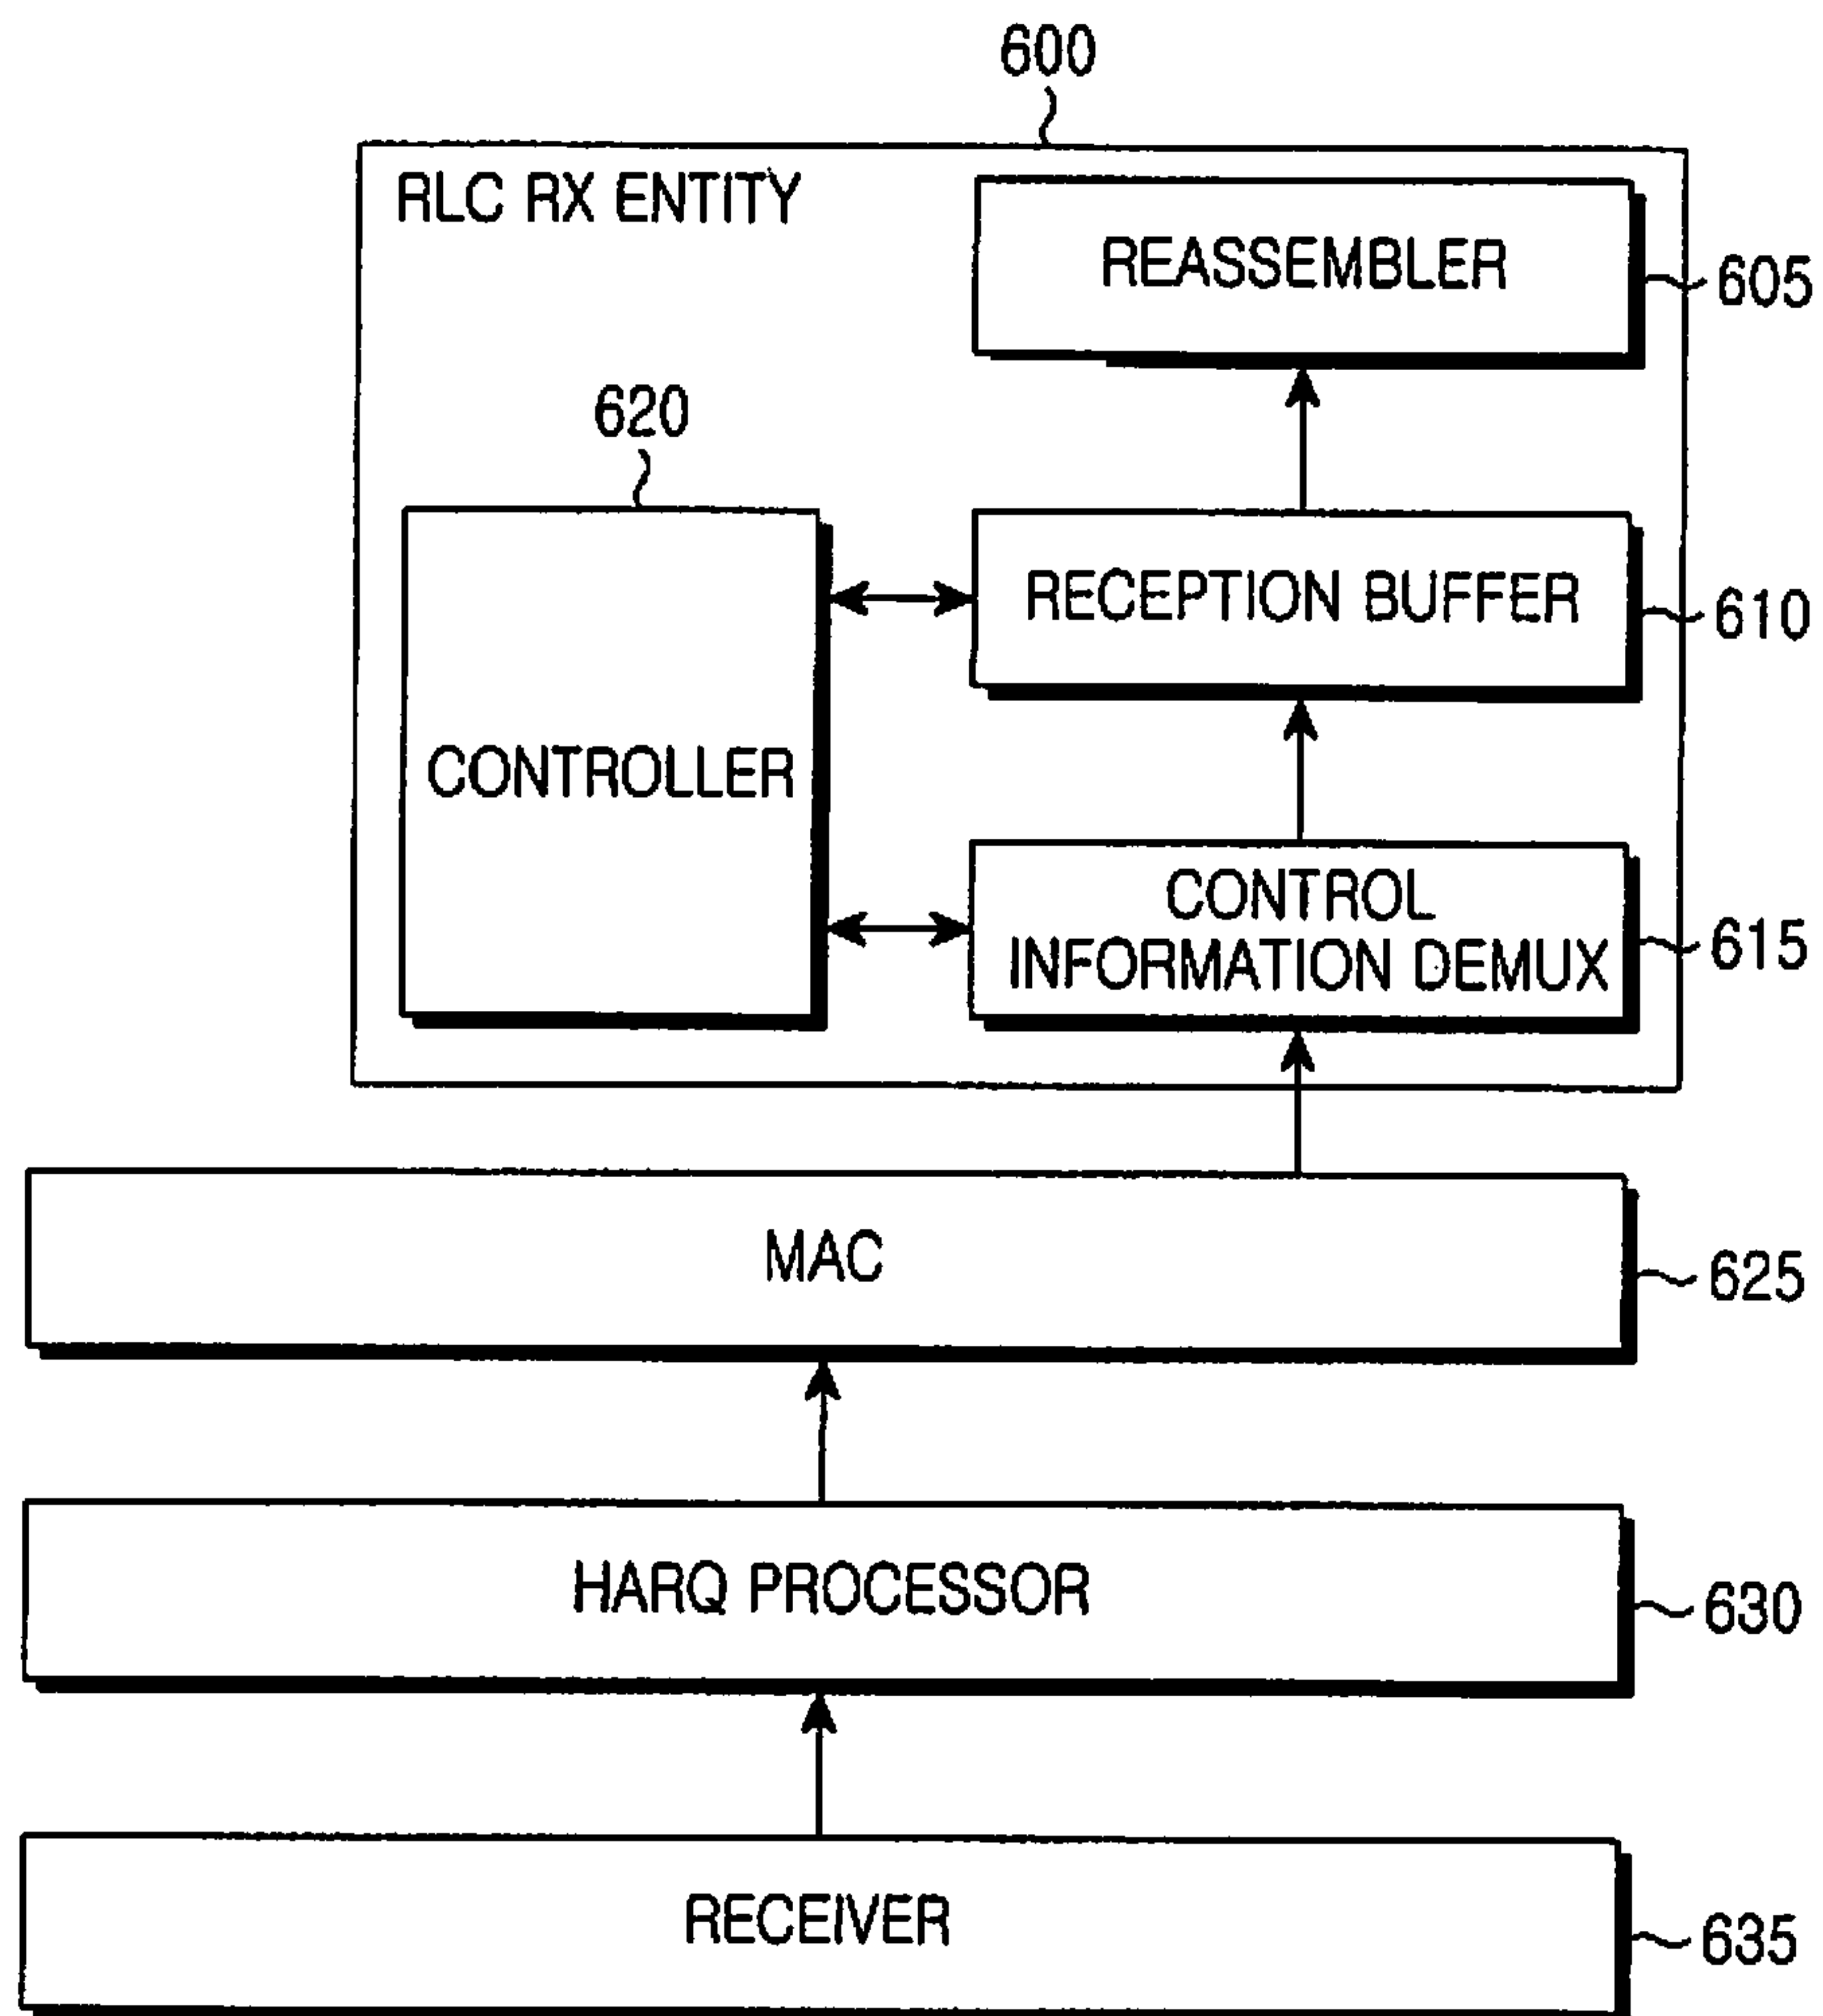 600
RLC RX ENTITY
REASSEMBLER
605
620
RECEPTION BUFFER
610
CONTROLLER
CONTROL
INFORMATION DEMUX
615
MAC
625
HARQ PROCESSOR
630
RECEIVER
635